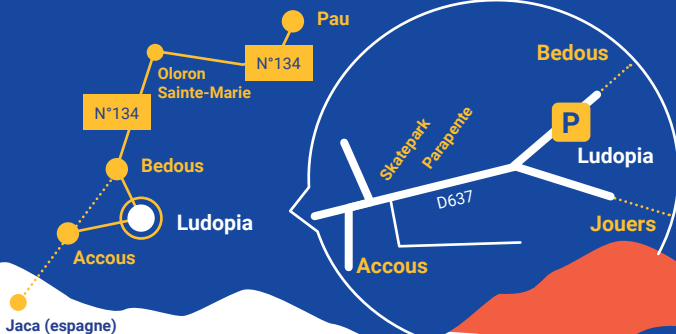 Pau
N°134
Oloron
Sainte-Marie
N°134
Bedous
Ludopia
Accous
Jaca (espagne)
Bedous
P
Ludopia
Skatepark
Parapente
D637
Jouers
Accous